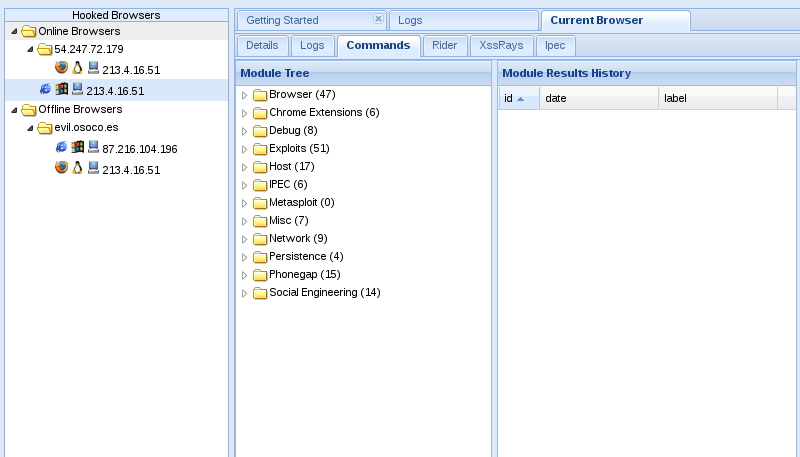 Hooked Browsers
Online Browsers
54.247.72.179
213.4.16.51
213.4.16.51
Offline Browsers
evil.osoco.es
87.216.104.196
213.4.16.51
Getting Started
Logs
Current Browser
Details
Logs
Commands
Rider
XssRays
Ipec
Module Tree
Browser (47)
Chrome Extensions (6)
Debug (8)
Exploits (51)
Host (17)
IPEC (6)
Metasploit (0)
Misc (7)
Network (9)
Persistence (4)
Phonegap (15)
Social Engineering (14)
Module Results History
id date label